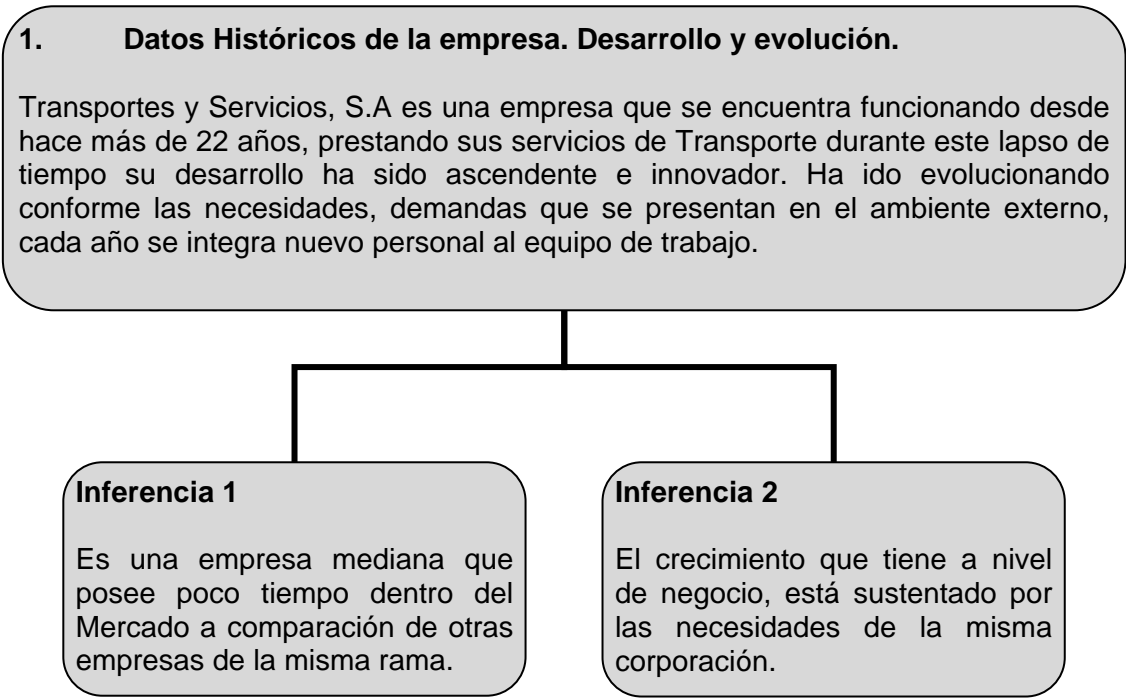 1. Datos Históricos de la empresa. Desarrollo y evolución.
Transportes y Servicios, S.A es una empresa que se encuentra funcionando desde
hace más de 22 años, prestando sus servicios de Transporte durante este lapso de
tiempo su desarrollo ha sido ascendente e innovador. Ha ido evolucionando
conforme las necesidades, demandas que se presentan en el ambiente externo,
cada año se integra nuevo personal al equipo de trabajo.
Inferencia 1
Es una empresa mediana que
posee poco tiempo dentro del
Mercado a comparación de otras
empresas de la misma rama.
Inferencia 2
El crecimiento que tiene a nivel
de negocio, está sustentado por
las necesidades de la misma
corporación.